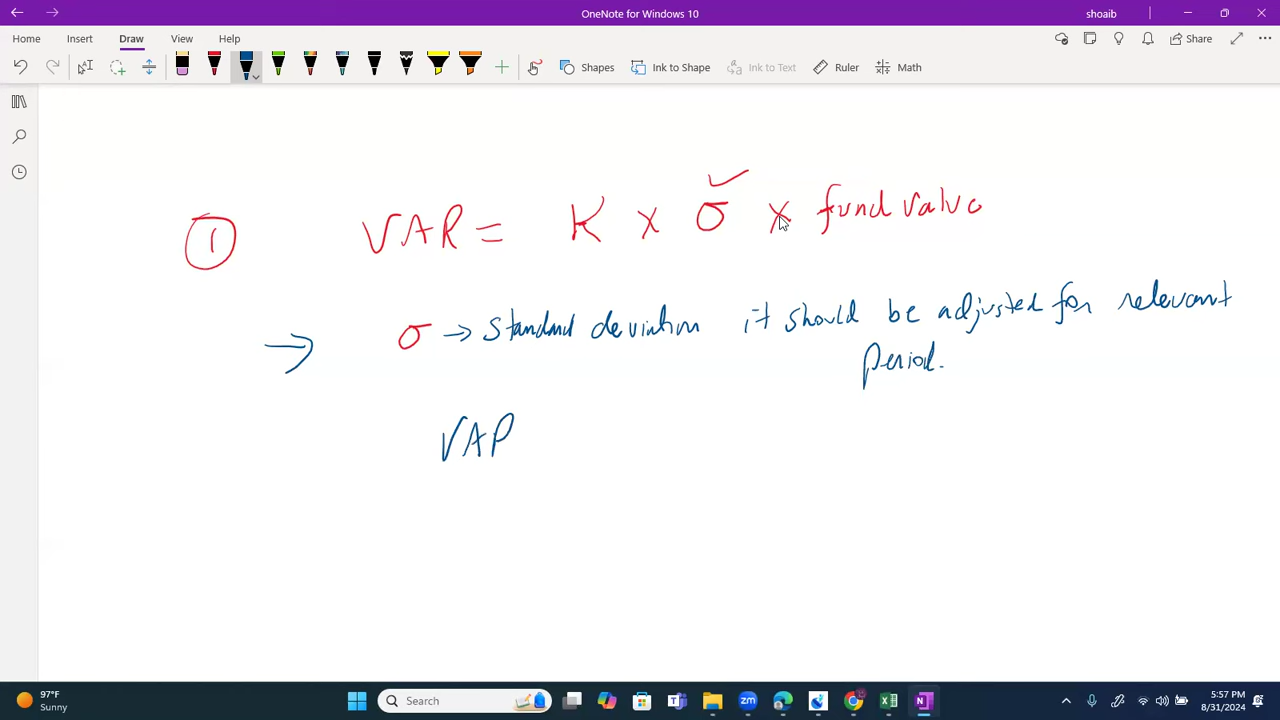 OneNote for Windows 10
shoaib
Home Insert Draw View Help
Share
Shapes Ink to Shape Ink to Text Ruler Math
① VAR = K x σ x fund value
σ → standard deviation it should be adjusted for relevant
period.
VAP
97°F
Sunny
Search
5:57 PM
8/31/2024